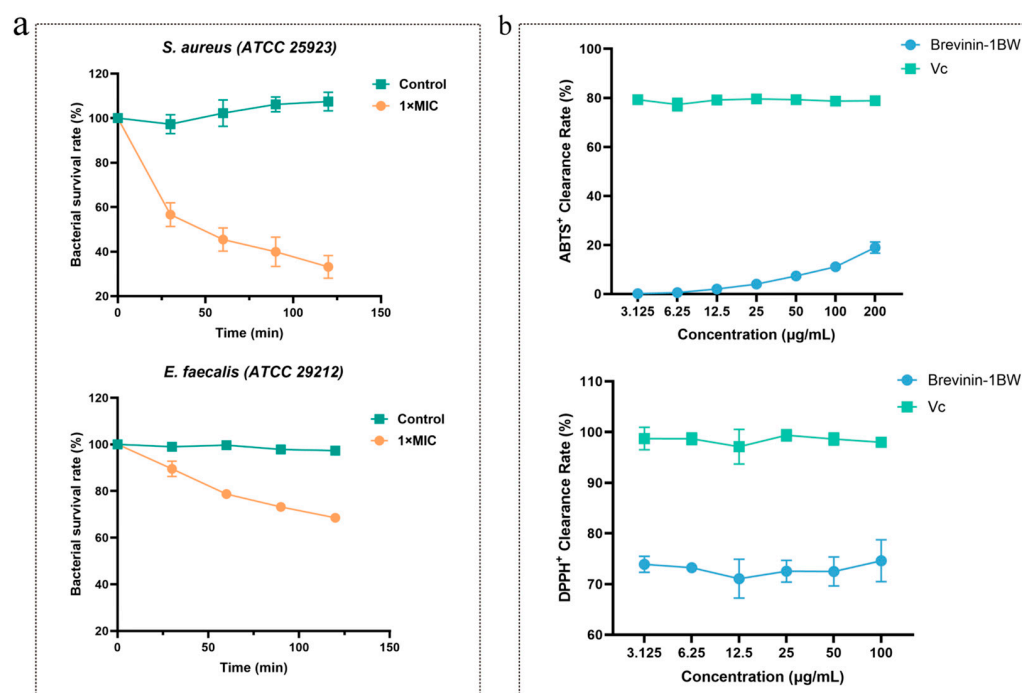 a
S. aureus (ATCC 25923)
Bacterial survival rate (%)
120
100
80
60
40
20
0
50
100
150
Time (min)
Control
1×MIC
E. faecalis (ATCC 29212)
Bacterial survival rate (%)
120
100
80
60
40
20
0
50
100
150
Time (min)
Control
1×MIC
b
ABTS⁺ Clearance Rate (%)
100
80
60
40
20
0
3.125 6.25 12.5 25 50 100 200
Concentration (μg/mL)
Brevinin-1BW
Vc
DPPH⁺ Clearance Rate (%)
110
100
90
80
70
60
3.125 6.25 12.5 25 50 100
Concentration (μg/mL)
Brevinin-1BW
Vc